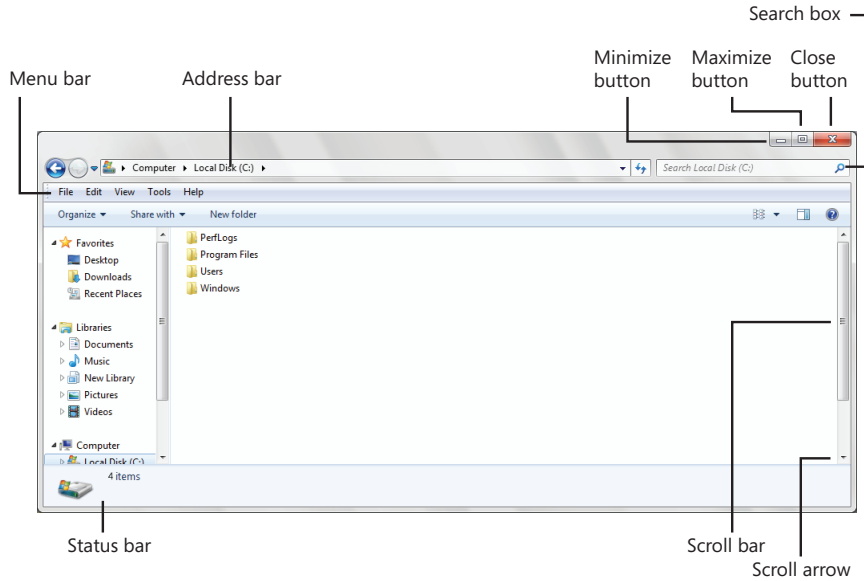 Search box
Minimize button
Maximize button
Close button
Menu bar
Address bar
Computer Local Disk (C:)
Search Local Disk (C:)
File Edit View Tools Help
Organize Share with New folder
Favorites
Desktop
Downloads
Recent Places
Libraries
Documents
Music
New Library
Pictures
Videos
Computer
Local Disk (C:)
PerfLogs
Program Files
Users
Windows
4 items
Status bar
Scroll bar
Scroll arrow